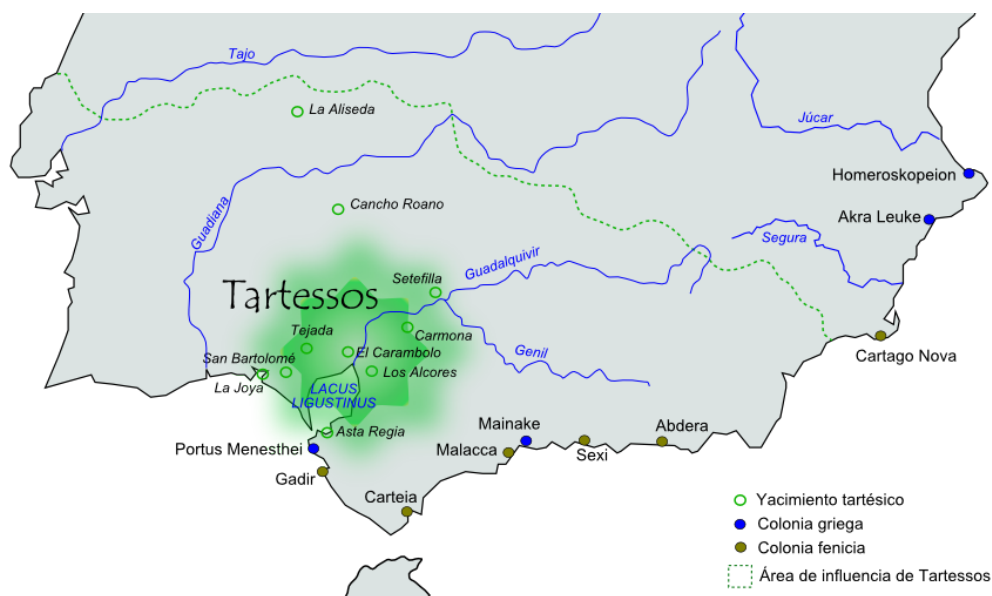 Tajo
La Aliseda
Júcar
Homeroskopeion
Cancho Roano
Akra Leuke
Guadiana
Segura
Guadalquivir
Setefilla
Tartessos
Tejada
Carmona
San Bartolomé
El Carambolo
Genil
Cartago Nova
Los Alcores
La Joya
LACUS
LIGUSTINUS
Asta Regia
Mainake
Abdera
Portus Menesthei
Malacca
Sexi
Gadir
Carteia
Yacimiento tartésico
Colonia griega
Colonia fenicia
Área de influencia de Tartessos